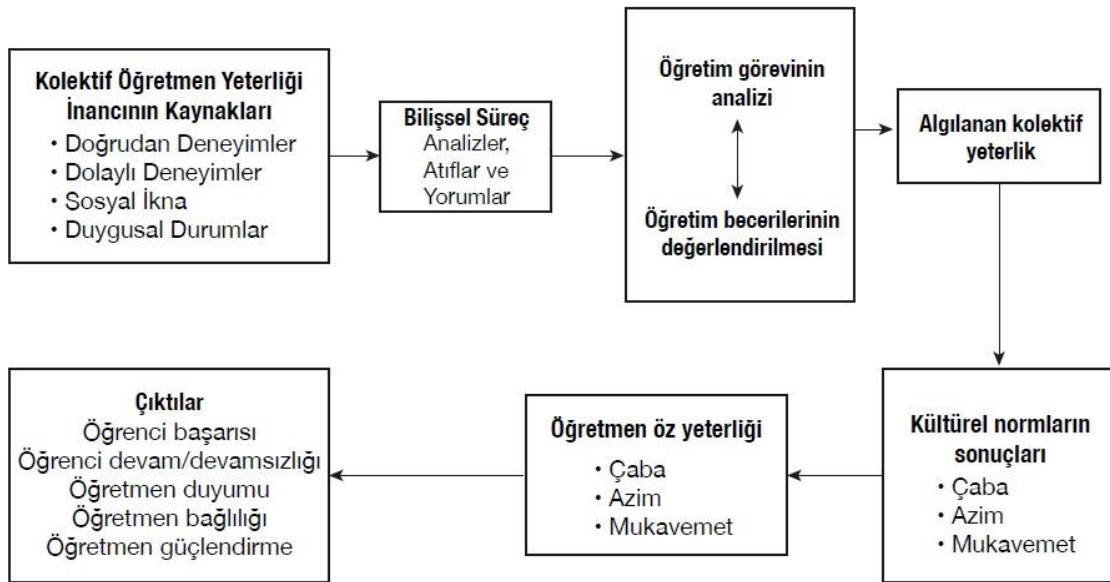 Kolektif Öğretmen Yeterliği
İnancının Kaynakları
• Doğrudan Deneyimler
• Dolaylı Deneyimler
• Sosyal İkna
• Duygusal Durumlar
Bilişsel Süreç
Analizler,
Atıflar ve
Yorumlar
Öğretim görevinin
analizi
Öğretim becerilerinin
değerlendirilmesi
Algılanan kolektif
yeterlik
Kültürel normların
sonuçları
• Çaba
• Azim
• Mukavemet
Öğretmen öz yeterliği
• Çaba
• Azim
• Mukavemet
Çıktılar
Öğrenci başarısı
Öğrenci devam/devamsızlığı
Öğretmen duyumu
Öğretmen bağlılığı
Öğretmen güçlendirme